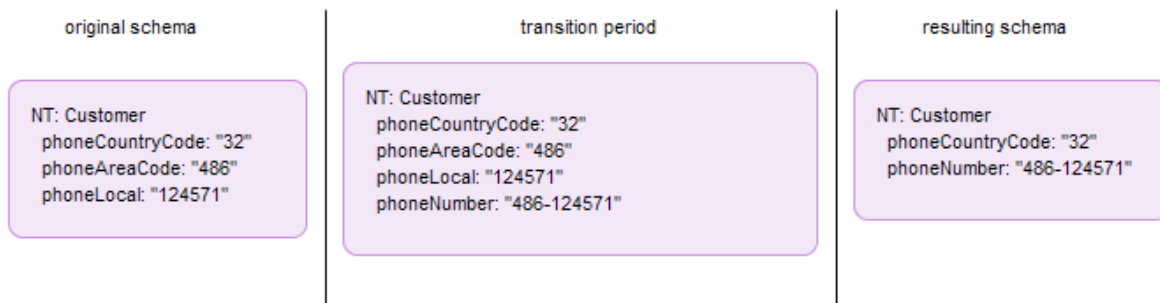 original schema
NT: Customer
phoneCountryCode: "32"
phoneAreaCode: "486"
phoneLocal: "124571"
transition period
NT: Customer
phoneCountryCode: "32"
phoneAreaCode: "486"
phoneLocal: "124571"
phoneNumber: "486-124571"
resulting schema
NT: Customer
phoneCountryCode: "32"
phoneNumber: "486-124571"